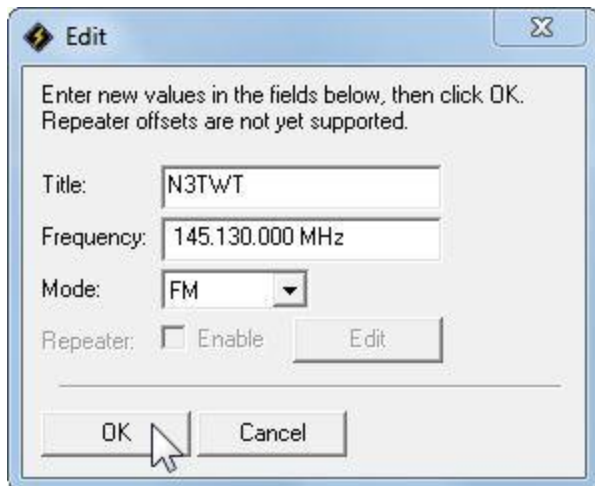 Edit
Enter new values in the fields below, then click OK.
Repeater offsets are not yet supported.
Title: N3TWT
Frequency: 145.130.000 MHz
Mode: FM
Repeater: Enable Edit
OK Cancel